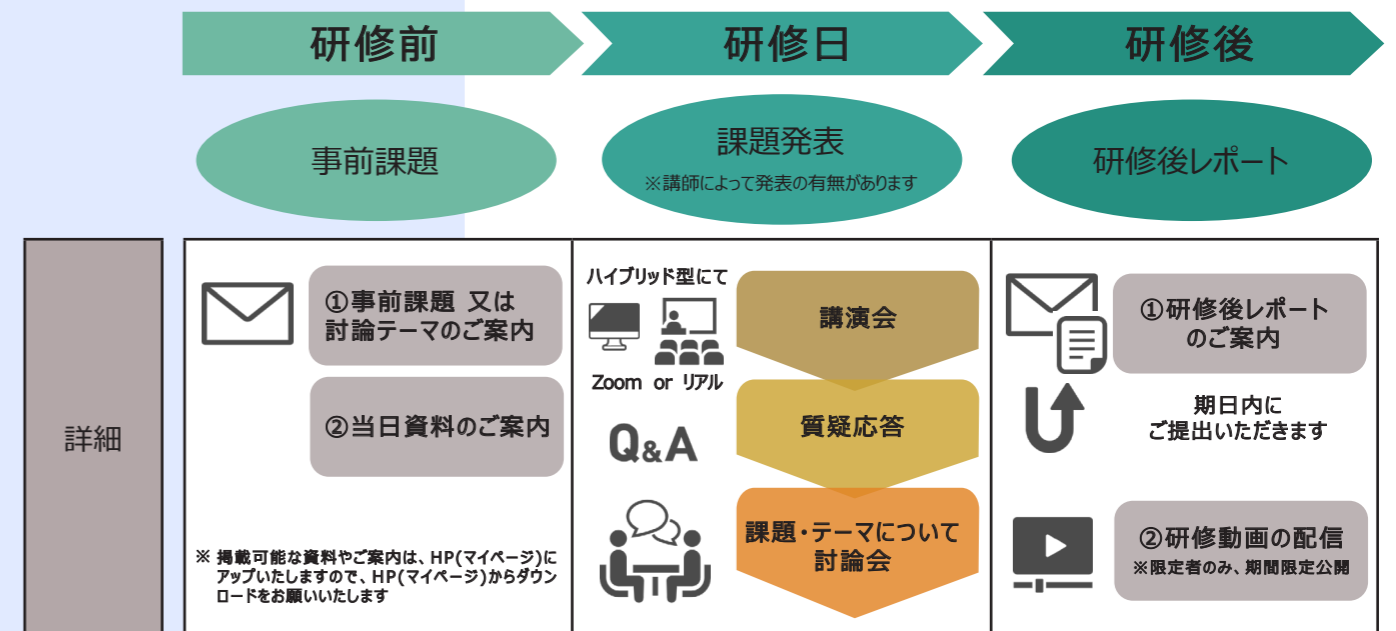 研修前
研修日
研修後
事前課題
課題発表
※講師によって発表の有無があります
研修後レポート
詳細
①事前課題 又は
討論テーマのご案内
②当日資料のご案内
※ 掲載可能な資料やご案内は、HP(マイページ)に
アップいたしますので、HP(マイページ)からダウン
ロードをお願いいたします
ハイブリッド型にて
Zoom or リアル
講演会
Q&A
質疑応答
課題・テーマについて
討論会
①研修後レポート
のご案内
期日内に
ご提出いただきます
②研修動画の配信
※限定者のみ、期間限定公開